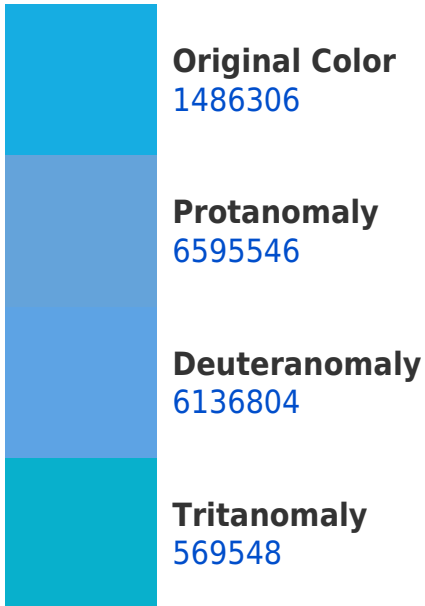 Original Color
1486306
Protanomaly
6595546
Deuteranomaly
6136804
Tritanomaly
569548